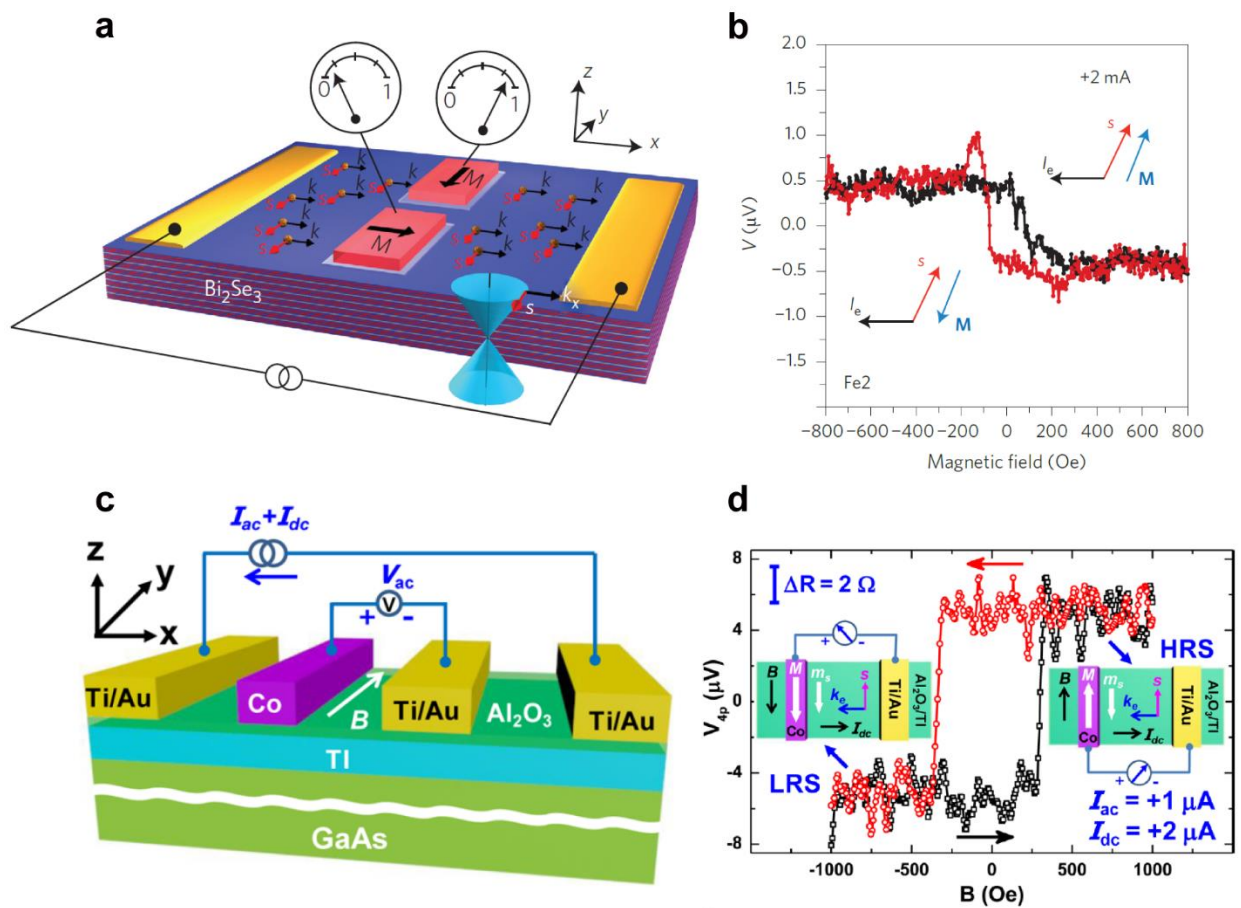 a
0 1
0 1
M
M
k k k k k k k k k k k
s s s s s s s s s s s
z
y
x
Bi2Se3
kx
s
b
2.0
1.5
1.0
0.5
0.0
−0.5
−1.0
−1.5
V (μV)
+2 mA
s
Ie
M
s
Ie
M
Fe2
−800 −600 −400 −200 0 200 400 600 800
Magnetic field (Oe)
c
Iac+Idc
Vac
+ V -
z
y
x
Ti/Au
Co
B
Ti/Au
Al2O3
Ti/Au
TI
GaAs
d
8
4
0
-4
-8
V4p (μV)
ΔR = 2 Ω
+ -
B
M
ms
s
ke
Idc
Co
Ti/Au
Al2O3/TI
LRS
HRS
B
M
ms
s
ke
Idc
Co
Ti/Au
Al2O3/TI
+ -
Iac = +1 μA
Idc = +2 μA
-1000 -500 0 500 1000
B (Oe)